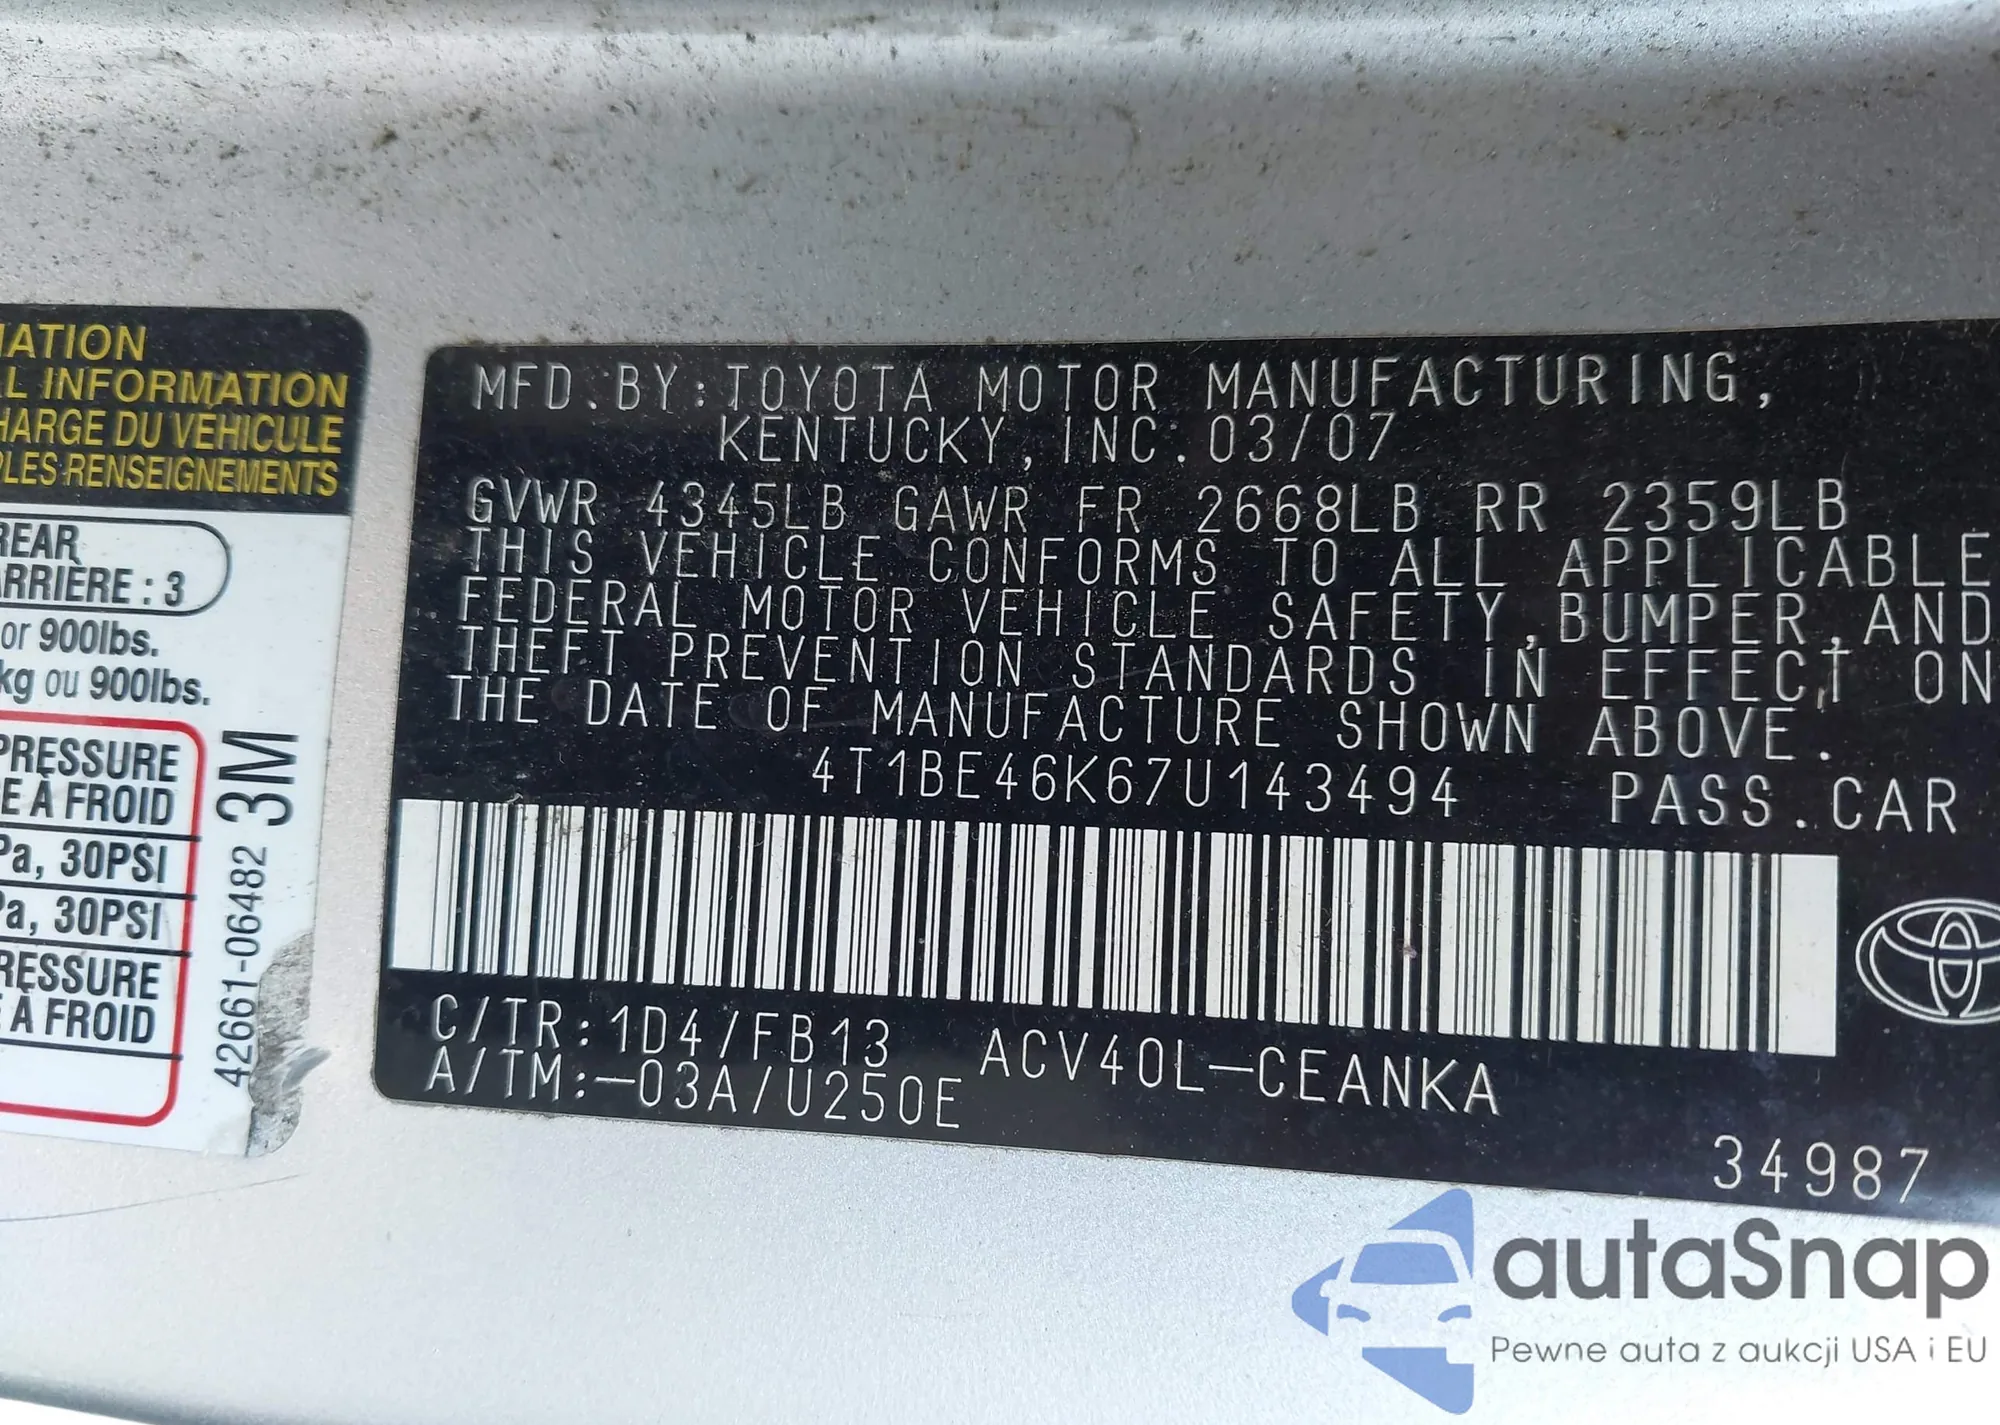 MATION
L INFORMATION
HARGE DU VÉHICULE
PLES RENSEIGNEMENTS
REAR
ARRIÈRE : 3
or 900lbs.
kg ou 900lbs.
PRESSURE
E À FROID
Pa, 30PSI
Pa, 30PSI
RESSURE
À FROID
42661-06482 3M
MFD.BY:TOYOTA MOTOR MANUFACTURING,
KENTUCKY,INC.03/07
GVWR 4345LB GAWR FR 2668LB RR 2359LB
THIS VEHICLE CONFORMS TO ALL APPLICABLE
FEDERAL MOTOR VEHICLE SAFETY,BUMPER,AND
THEFT PREVENTION STANDARDS IN EFFECT ON
THE DATE OF MANUFACTURE SHOWN ABOVE.
4T1BE46K67U143494 PASS.CAR
C/TR:1D4/FB13 ACV40L-CEANKA
A/TM:-03A/U250E
34987
autaSnap
Pewne auta z aukcji USA i EU